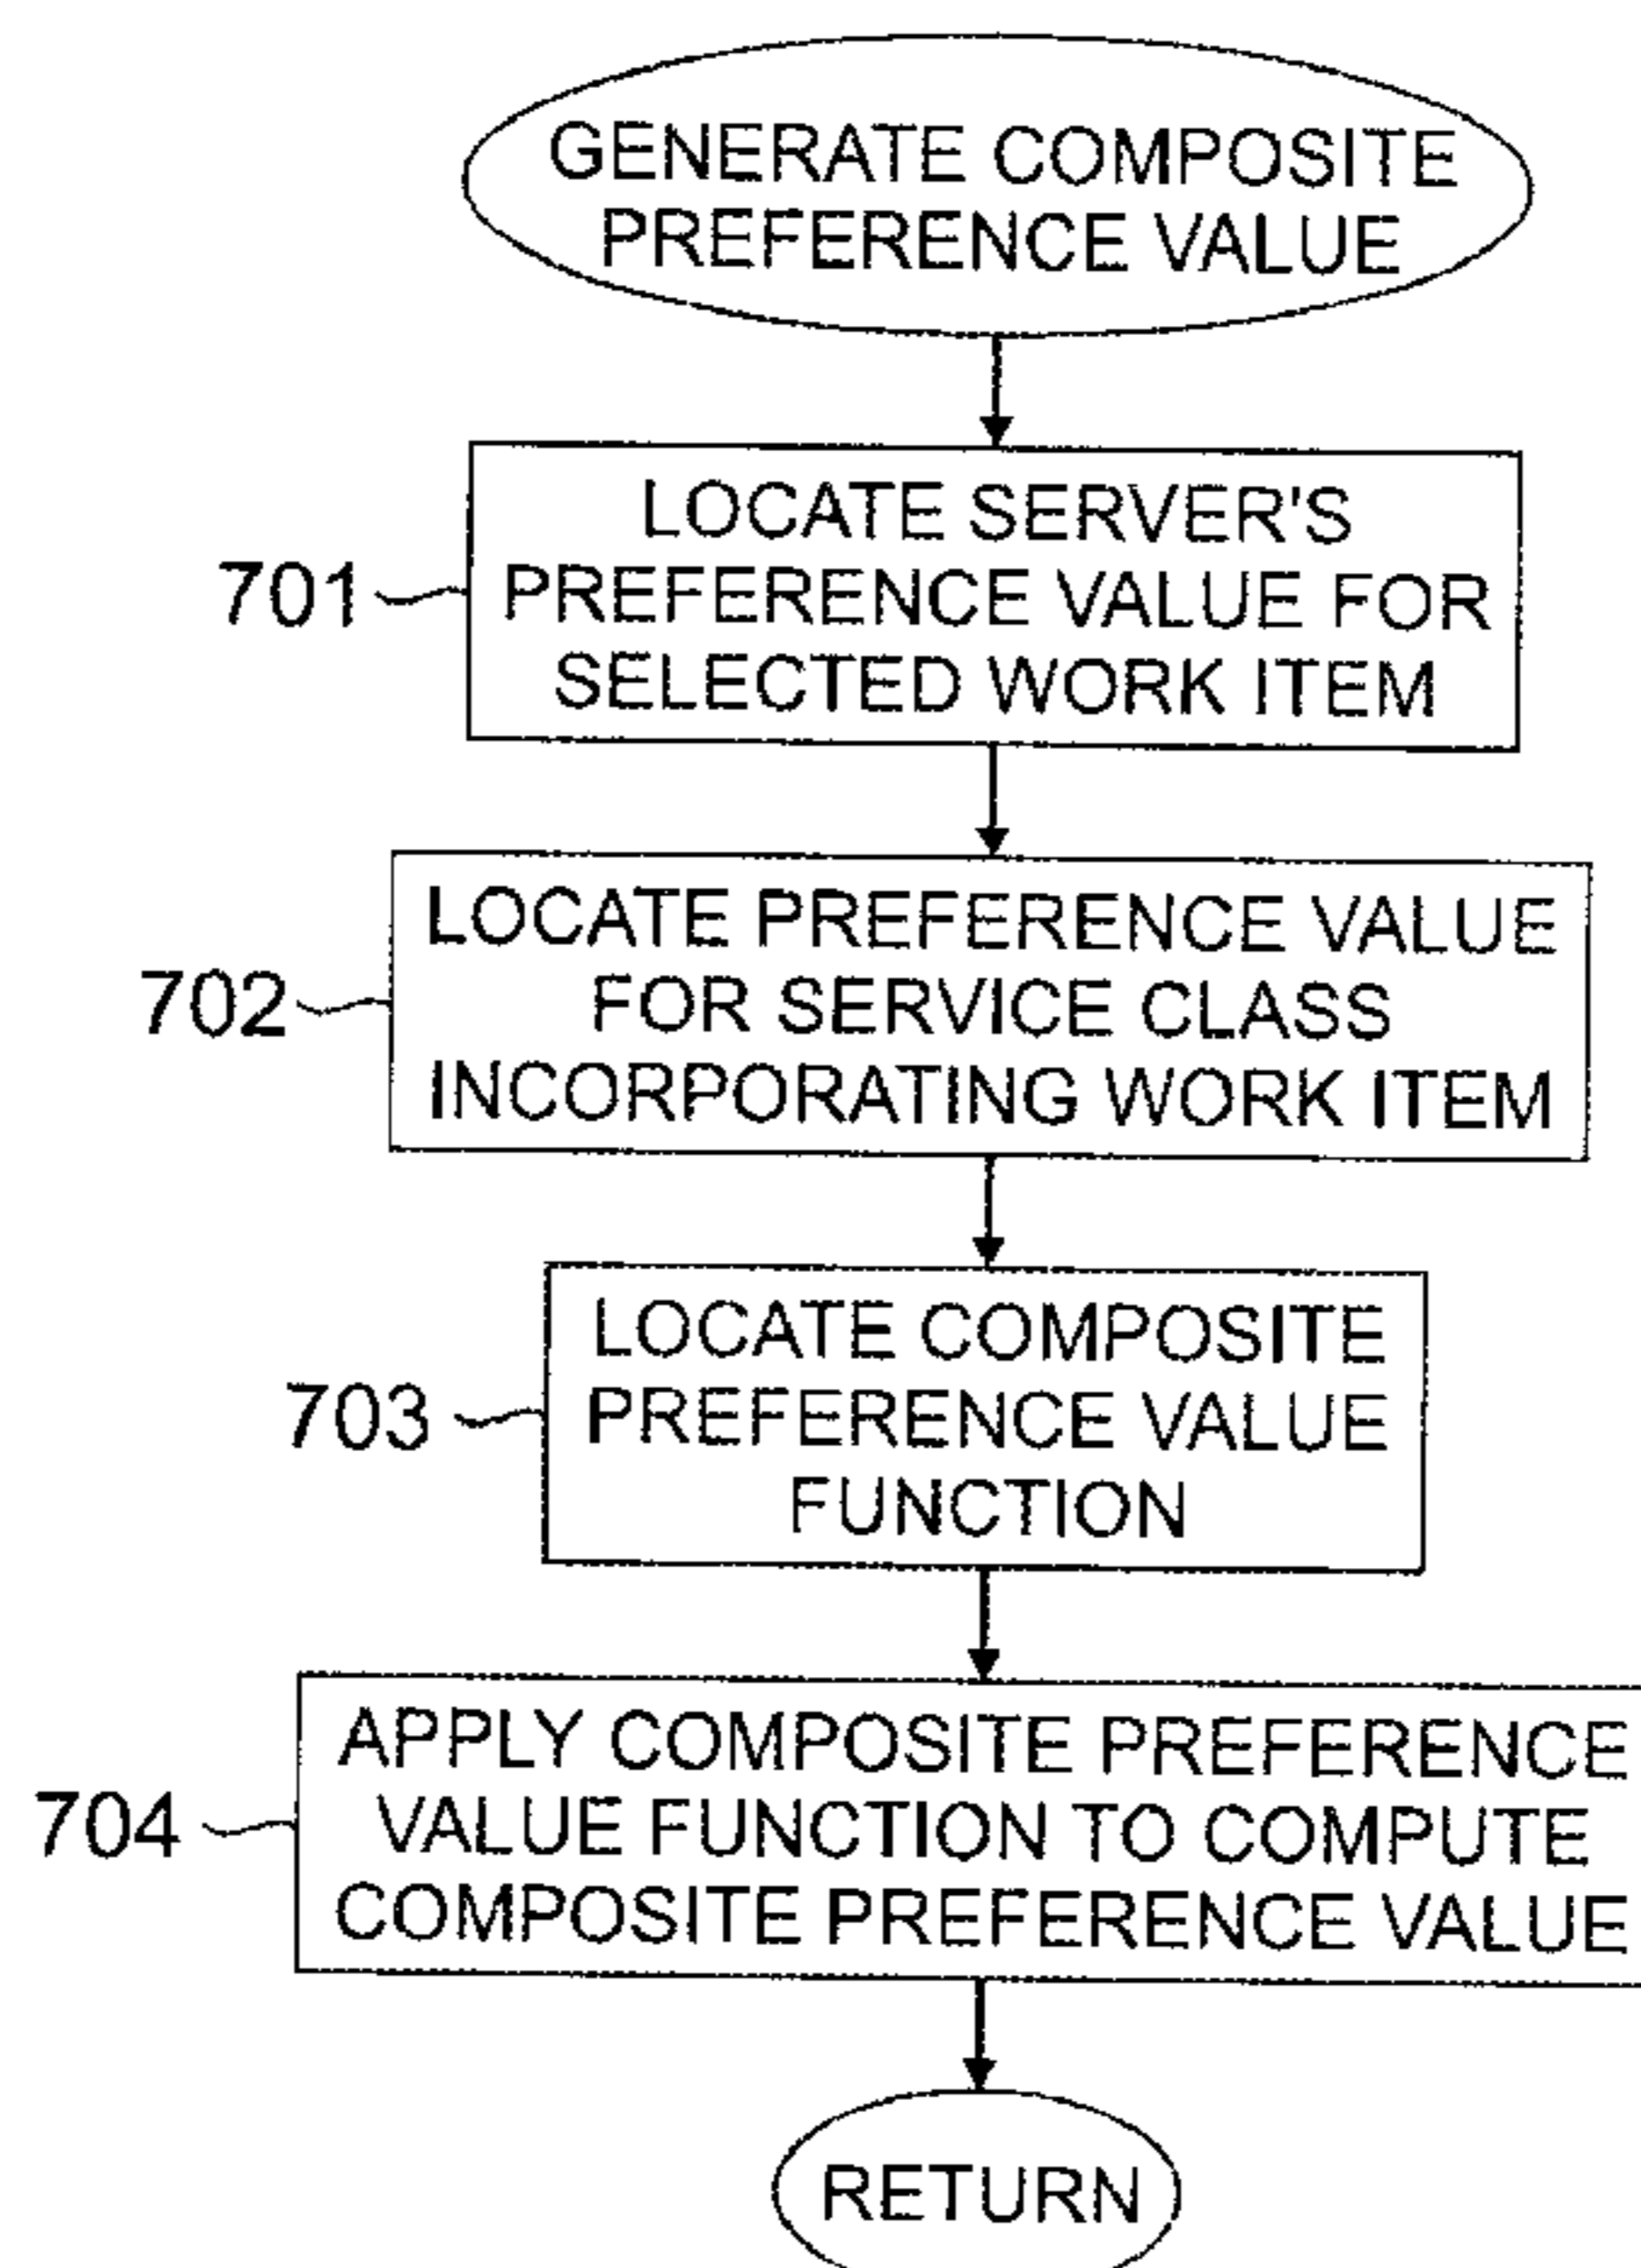 GENERATE COMPOSITE
PREFERENCE VALUE
701
LOCATE SERVER'S
PREFERENCE VALUE FOR
SELECTED WORK ITEM
702
LOCATE PREFERENCE VALUE
FOR SERVICE CLASS
INCORPORATING WORK ITEM
703
LOCATE COMPOSITE
PREFERENCE VALUE
FUNCTION
704
APPLY COMPOSITE PREFERENCE
VALUE FUNCTION TO COMPUTE
COMPOSITE PREFERENCE VALUE
RETURN